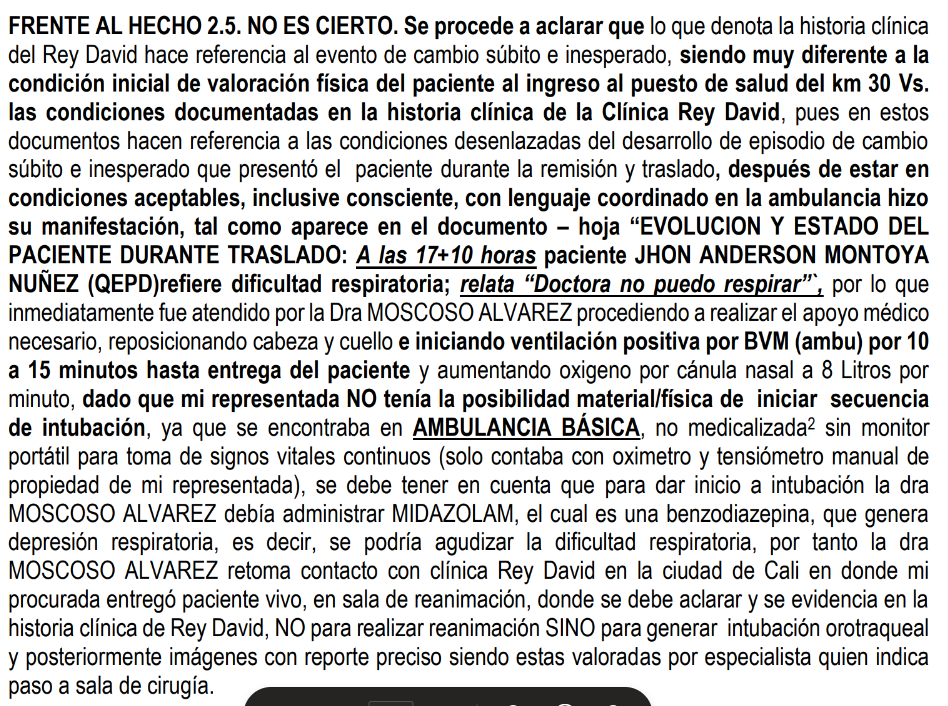 FRENTE AL HECHO 2.5. NO ES CIERTO. Se procede a aclarar que lo que denota la historia clínica
del Rey David hace referencia al evento de cambio súbito e inesperado, siendo muy diferente a la
condición inicial de valoración física del paciente al ingreso al puesto de salud del km 30 Vs.
las condiciones documentadas en la historia clínica de la Clínica Rey David, pues en estos
documentos hacen referencia a las condiciones desenlazadas del desarrollo de episodio de cambio
súbito e inesperado que presentó el paciente durante la remisión y traslado, después de estar en
condiciones aceptables, inclusive consciente, con lenguaje coordinado en la ambulancia hizo
su manifestación, tal como aparece en el documento – hoja “EVOLUCION Y ESTADO DEL
PACIENTE DURANTE TRASLADO: A las 17+10 horas paciente JHON ANDERSON MONTOYA
NUÑEZ (QEPD)refiere dificultad respiratoria; relata “Doctora no puedo respirar”`, por lo que
inmediatamente fue atendido por la Dra MOSCOSO ALVAREZ procediendo a realizar el apoyo médico
necesario, reposicionando cabeza y cuello e iniciando ventilación positiva por BVM (ambu) por 10
a 15 minutos hasta entrega del paciente y aumentando oxigeno por cánula nasal a 8 Litros por
minuto, dado que mi representada NO tenía la posibilidad material/física de iniciar secuencia
de intubación, ya que se encontraba en AMBULANCIA BÁSICA, no medicalizada² sin monitor
portátil para toma de signos vitales continuos (solo contaba con oximetro y tensiómetro manual de
propiedad de mi representada), se debe tener en cuenta que para dar inicio a intubación la dra
MOSCOSO ALVAREZ debía administrar MIDAZOLAM, el cual es una benzodiazepina, que genera
depresión respiratoria, es decir, se podría agudizar la dificultad respiratoria, por tanto la dra
MOSCOSO ALVAREZ retoma contacto con clínica Rey David en la ciudad de Cali en donde mi
procurada entregó paciente vivo, en sala de reanimación, donde se debe aclarar y se evidencia en la
historia clínica de Rey David, NO para realizar reanimación SINO para generar intubación orotraqueal
y posteriormente imágenes con reporte preciso siendo estas valoradas por especialista quien indica
paso a sala de cirugía.